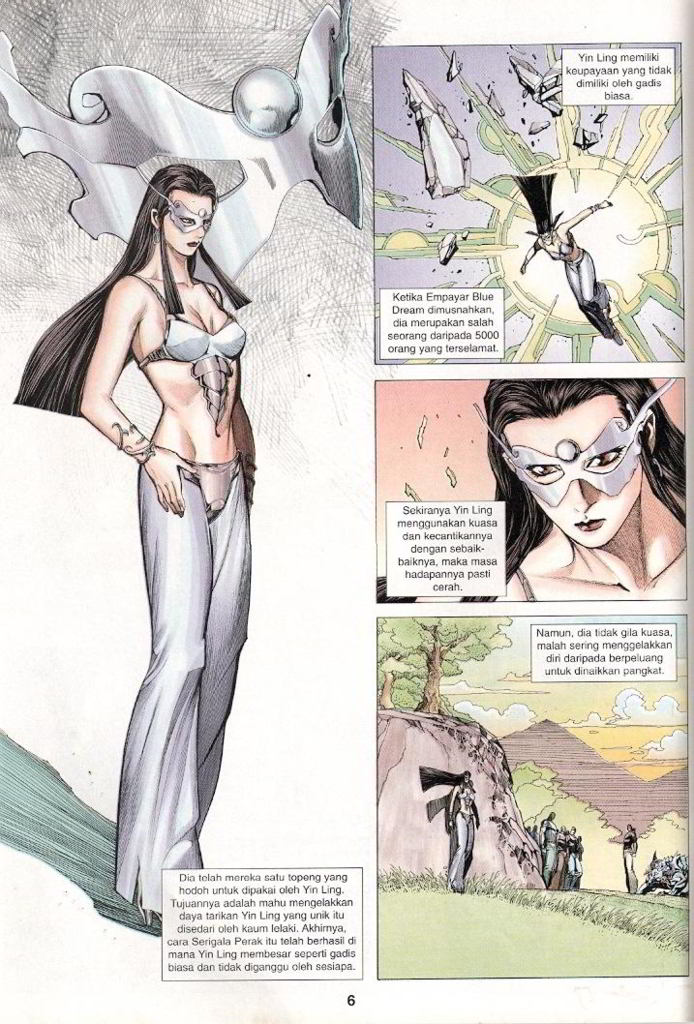 Dia telah mereka satu topeng yang
hodoh untuk dipakai oleh Yin Ling.
Tujuannya adalah mahu mengelakkan
daya tarikan Yin Ling yang unik itu
disedari oleh kaum lelaki. Akhirnya,
cara Serigala Perak itu telah berhasil di
mana Yin Ling membesar seperti gadis
biasa dan tidak diganggu oleh sesiapa.
Yin Ling memiliki
keupayaan yang tidak
dimiliki oleh gadis
biasa.
Ketika Empayar Blue
Dream dimusnahkan,
dia merupakan salah
seorang daripada 5000
orang yang terselamat.
Sekiranya Yin Ling
menggunakan kuasa
dan kecantikannya
dengan sebaik-
baiknya, maka masa
hadapannya pasti
cerah.
Namun, dia tidak gila kuasa,
malah sering menggelakkan
diri daripada berpeluang
untuk dinaikkan pangkat.
6